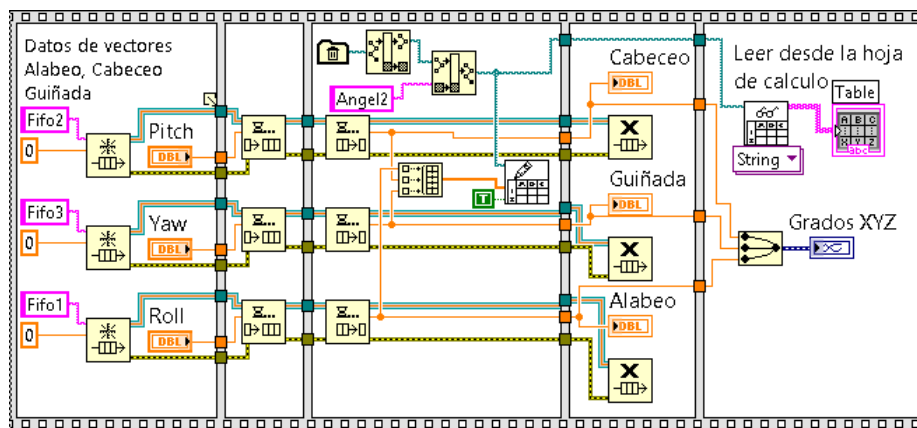 Datos de vectores
Alabeo, Cabeceo
Guiñada
Fifo2
0
Pitch
DBL
Fifo3
0
Yaw
DBL
Fifo1
0
Roll
DBL
Angel2
T
Cabeceo
DBL
Guiñada
DBL
Alabeo
DBL
Leer desde la hoja
de calculo
Table
String
abc
Grados XYZ